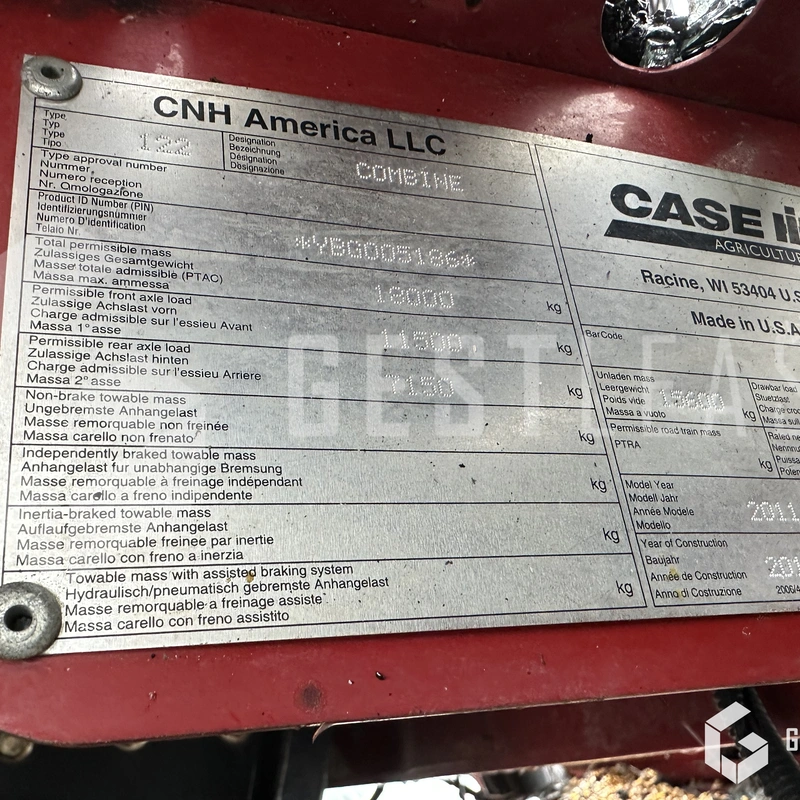 CNH America LLC
Type
Typ
Type
Tipo
122
Designation
Bezeichnung
Désignation
Designazione
COMBINE
Type approval number
Nummer
Numero reception
Nr. Omologazione
Product ID Number (PIN)
Identifizierungsnümmer
Numero D'identification
Telaio Nr.
*YBG005186*
Total permissible mass
Zulassiges Gesamtgewicht
Masse totale admissible (PTAC)
Massa max. ammessa
18000 kg
Permissible front axle load
Zulassige Achslast vorn
Charge admissible sur l'essieu Avant
Massa 1° asse
11500 kg
Permissible rear axle load
Zulassige Achslast hinten
Charge admissible sur l'essieu Arriere
Massa 2° asse
7150 kg
Non-brake towable mass
Ungebremste Anhangelast
Masse remorquable non freinée
Massa carello non frenato
kg
Independently braked towable mass
Anhangelast fur unabhangige Bremsung
Masse remorquable à freinage indépendant
Massa carello a freno indipendente
kg
Inertia-braked towable mass
Auflaufgebremste Anhangelast
Masse remorquable freinee par inertie
Massa carello con freno a inerzia
kg
Towable mass with assisted braking system
Hydraulisch/pneumatisch gebremste Anhangelast
Masse remorquable a freinage assiste
Massa carello con freno assistito
kg
CASE
AGRICULTU
Racine, WI 53404 U.S
Made in U.S.A
BarCode
Unladen mass
Leergewicht
Poids vide
Massa a vuoto
15600 kg
Drawbar load
Stuetzlast
Permissible road train mass
PTRA
kg
Model Year
Modell Jahr
Année Modele
Modello
2011
Year of Construction
Baujahr
Année de Construction
Anno di Costruzione
201
2006/4
G